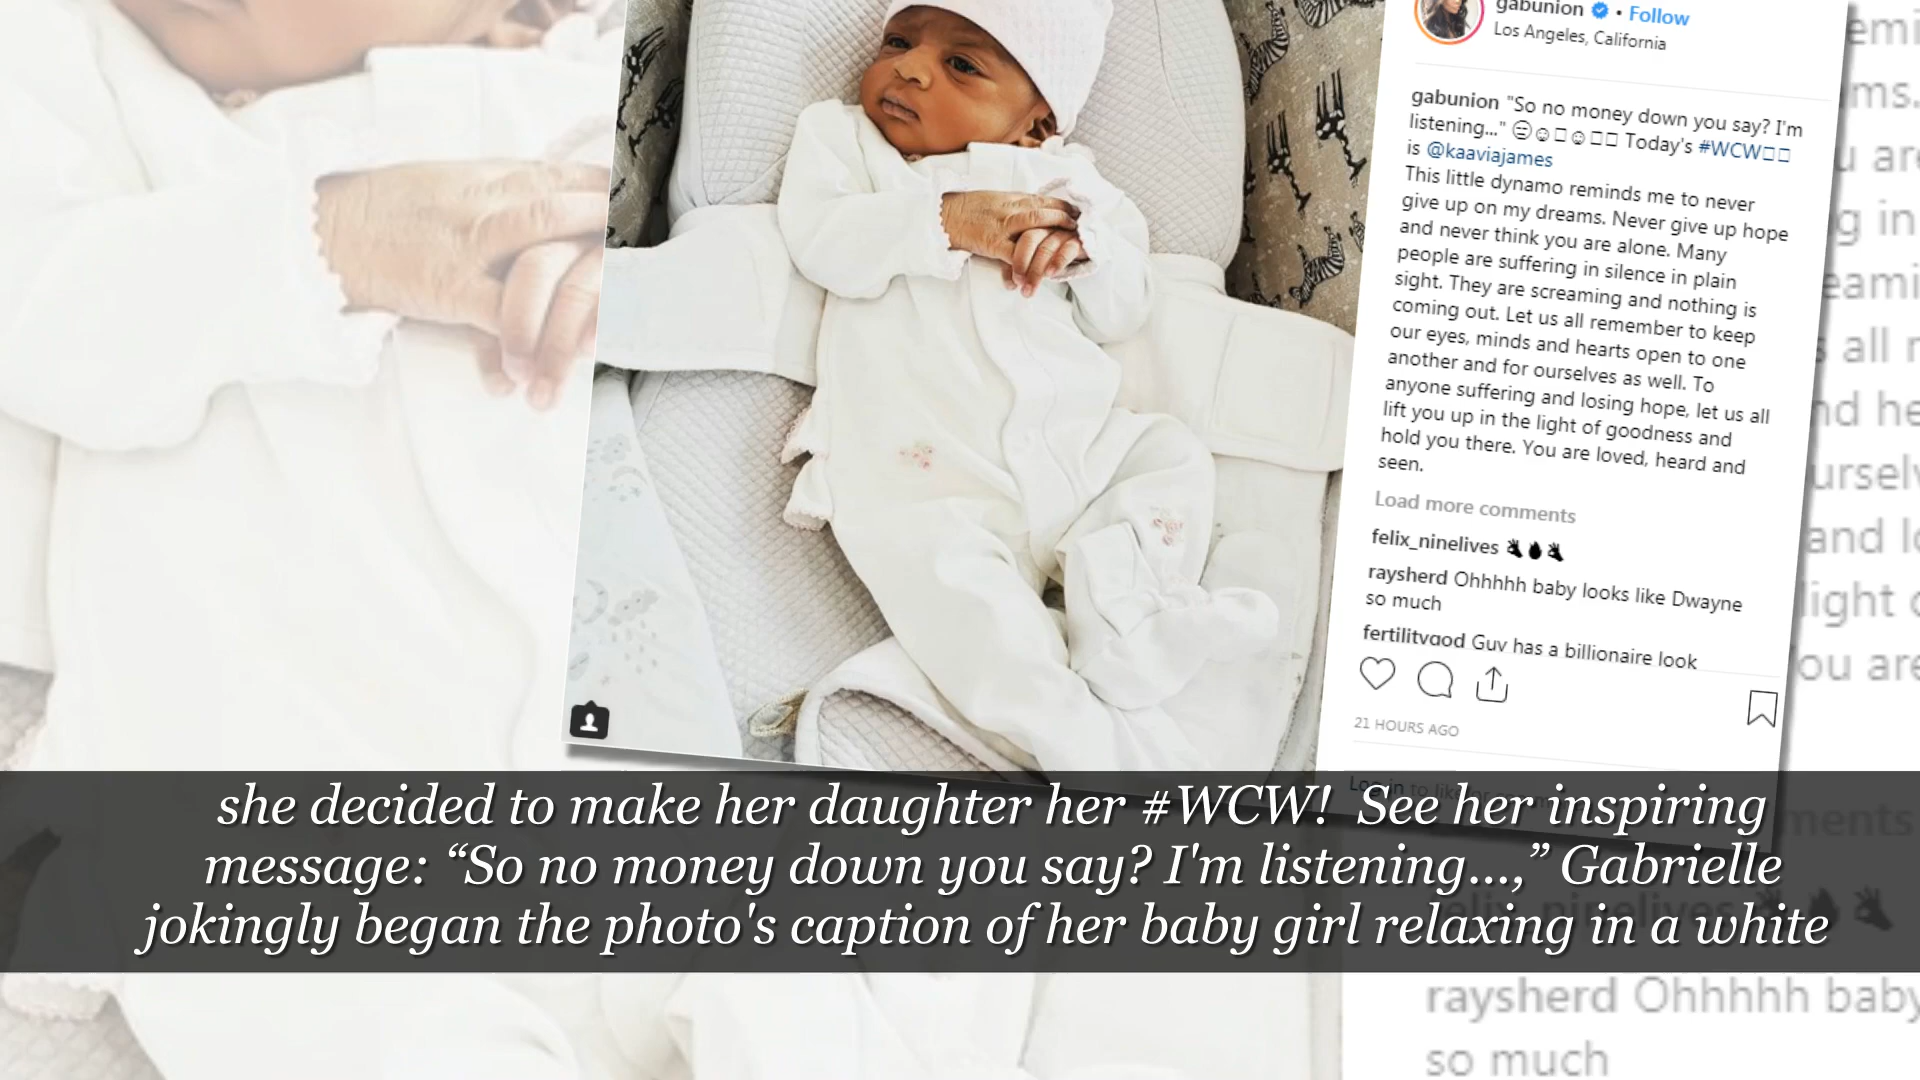 gabunion • Follow
Los Angeles, California
gabunion "So no money down you say? I'm
listening..." 😑☺□☺□□ Today's #WCW□□
is @kaaviajames
This little dynamo reminds me to never
give up on my dreams. Never give up hope
and never think you are alone. Many
people are suffering in silence in plain
sight. They are screaming and nothing is
coming out. Let us all remember to keep
our eyes, minds and hearts open to one
another and for ourselves as well. To
anyone suffering and losing hope, let us all
lift you up in the light of goodness and
hold you there. You are loved, heard and
seen.
Load more comments
felix_ninelives
raysherd Ohhhhh baby looks like Dwayne
so much
fertilitygod Guy has a billionaire look
21 HOURS AGO
Log in to like or
she decided to make her daughter her #WCW! See her inspiring
message: “So no money down you say? I'm listening...,” Gabrielle
jokingly began the photo's caption of her baby girl relaxing in a white
raysherd Ohhhhh baby
so much